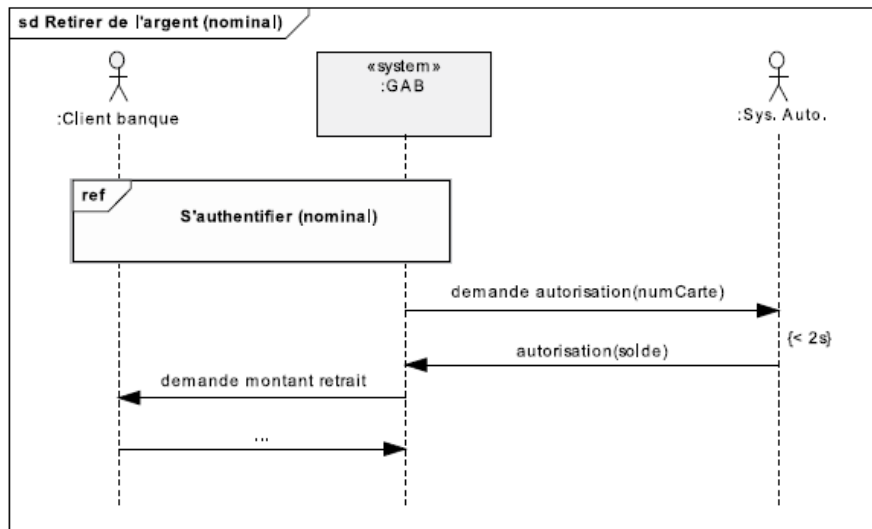 sd Retirer de l'argent (nominal)
«system»
:GAB
:Client banque
:Sys. Auto.
ref
S'authentifier (nominal)
demande autorisation(numCarte)
{< 2s}
autorisation(solde)
demande montant retrait
...